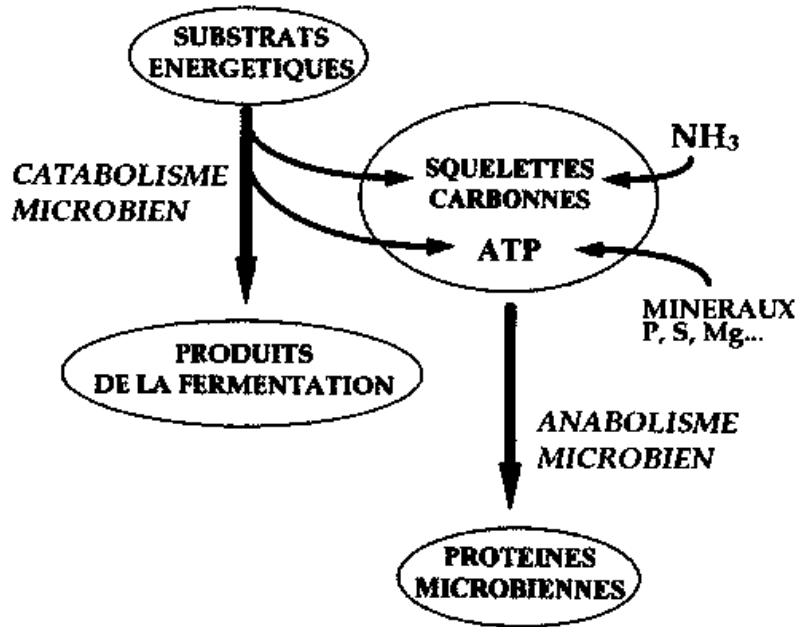 SUBSTRATS
ENERGETIQUES
CATABOLISME
MICROBIEN
SQUELETTES
CARBONNES
ATP
NH₃
MINERAUX
P, S, Mg...
PRODUITS
DE LA FERMENTATION
ANABOLISME
MICROBIEN
PROTEINES
MICROBIENNES